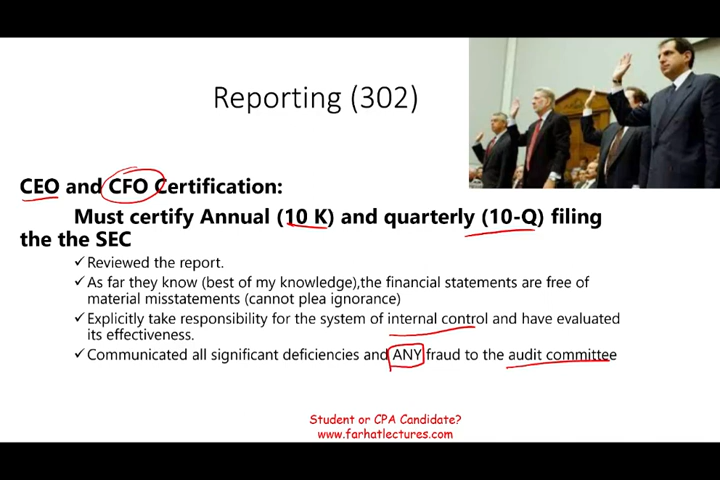 Reporting (302)
CEO and CFO Certification:
Must certify Annual (10 K) and quarterly (10-Q) filing
the the SEC
✓Reviewed the report.
✓As far they know (best of my knowledge),the financial statements are free of
material misstatements (cannot plea ignorance)
✓Explicitly take responsibility for the system of internal control and have evaluated
its effectiveness.
✓Communicated all significant deficiencies and ANY fraud to the audit committee
Student or CPA Candidate?
www.farhatlectures.com